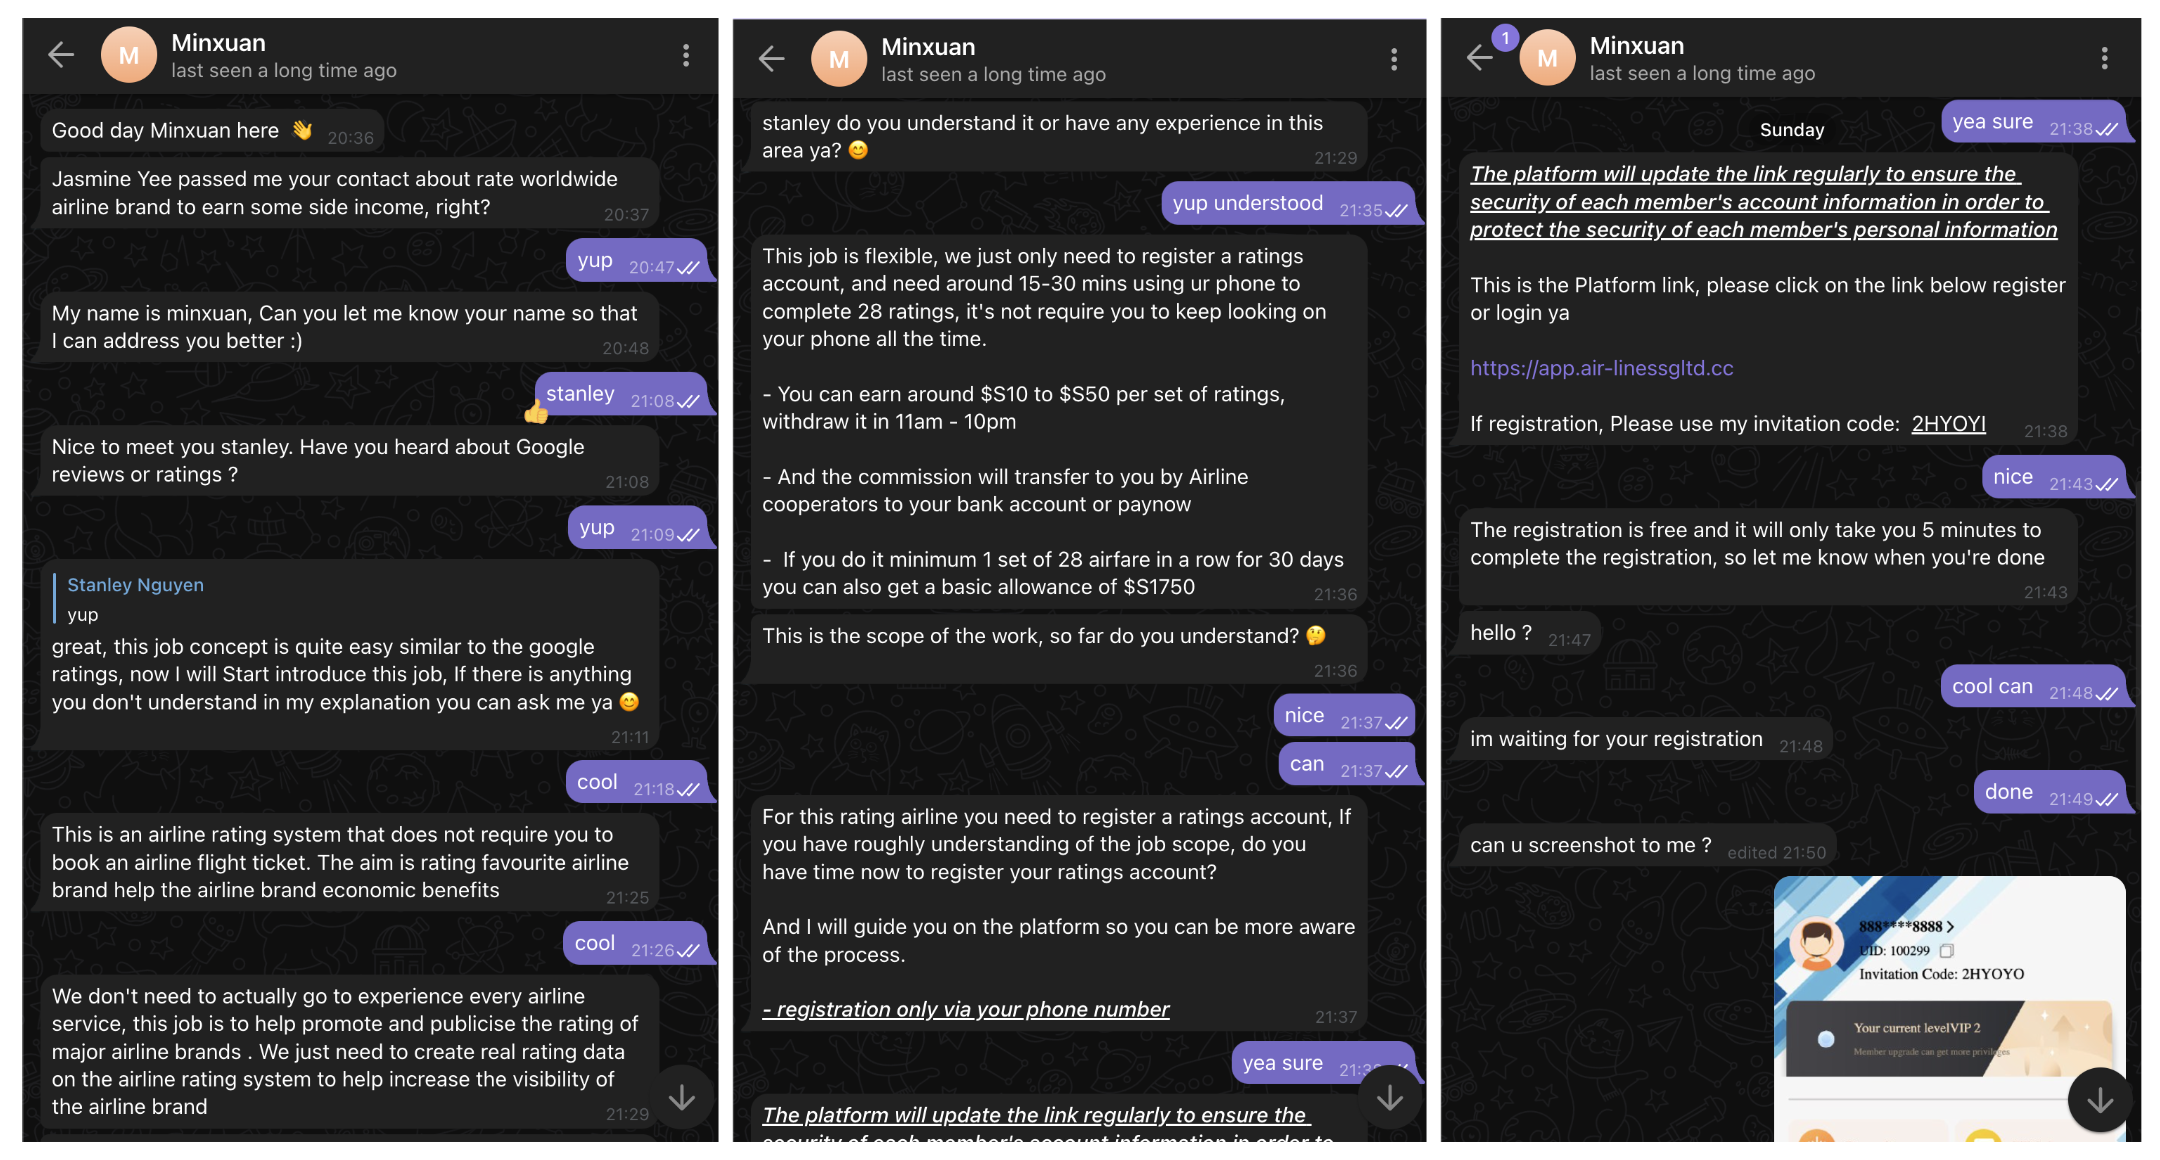 Minxuan
last seen a long time ago
Good day Minxuan here 👋 20:36
Jasmine Yee passed me your contact about rate worldwide
airline brand to earn some side income, right?
20:37
yup 20:47
My name is minxuan, Can you let me know your name so that
I can address you better :)
20:48
stanley 21:08
👍
Nice to meet you stanley. Have you heard about Google
reviews or ratings ?
21:08
yup 21:09
Stanley Nguyen
yup
great, this job concept is quite easy similar to the google
ratings, now I will Start introduce this job, If there is anything
you don't understand in my explanation you can ask me ya 😊
21:11
cool 21:18
This is an airline rating system that does not require you to
book an airline flight ticket. The aim is rating favourite airline
brand help the airline brand economic benefits
21:25
cool 21:26
We don't need to actually go to experience every airline
service, this job is to help promote and publicise the rating of
major airline brands . We just need to create real rating data
on the airline rating system to help increase the visibility of
the airline brand
21:29
Minxuan
last seen a long time ago
stanley do you understand it or have any experience in this
area ya? 😊
21:29
yup understood 21:35
This job is flexible, we just only need to register a ratings
account, and need around 15-30 mins using ur phone to
complete 28 ratings, it's not require you to keep looking on
your phone all the time.
- You can earn around $S10 to $S50 per set of ratings,
withdraw it in 11am - 10pm
- And the commission will transfer to you by Airline
cooperators to your bank account or paynow
- If you do it minimum 1 set of 28 airfare in a row for 30 days
you can also get a basic allowance of $S1750
21:36
This is the scope of the work, so far do you understand? 🤔
21:36
nice 21:37
can 21:37
For this rating airline you need to register a ratings account, If
you have roughly understanding of the job scope, do you
have time now to register your ratings account?
And I will guide you on the platform so you can be more aware
of the process.
- registration only via your phone number
21:37
yea sure
The platform will update the link regularly to ensure the
security of each member's account information in order to
1
M
Minxuan
last seen a long time ago
Sunday
yea sure 21:38
The platform will update the link regularly to ensure the
security of each member's account information in order to
protect the security of each member's personal information
This is the Platform link, please click on the link below register
or login ya
https://app.air-linessgltd.cc
If registration, Please use my invitation code: 2HYOYI
21:38
nice 21:43
The registration is free and it will only take you 5 minutes to
complete the registration, so let me know when you're done
21:43
hello ? 21:47
cool can 21:48
im waiting for your registration 21:48
done 21:49
can u screenshot to me ? edited 21:50
888****8888
UID: 100299
Invitation Code: 2HYOYO
Your current levelVIP 2
Member upgrade can get more privileges